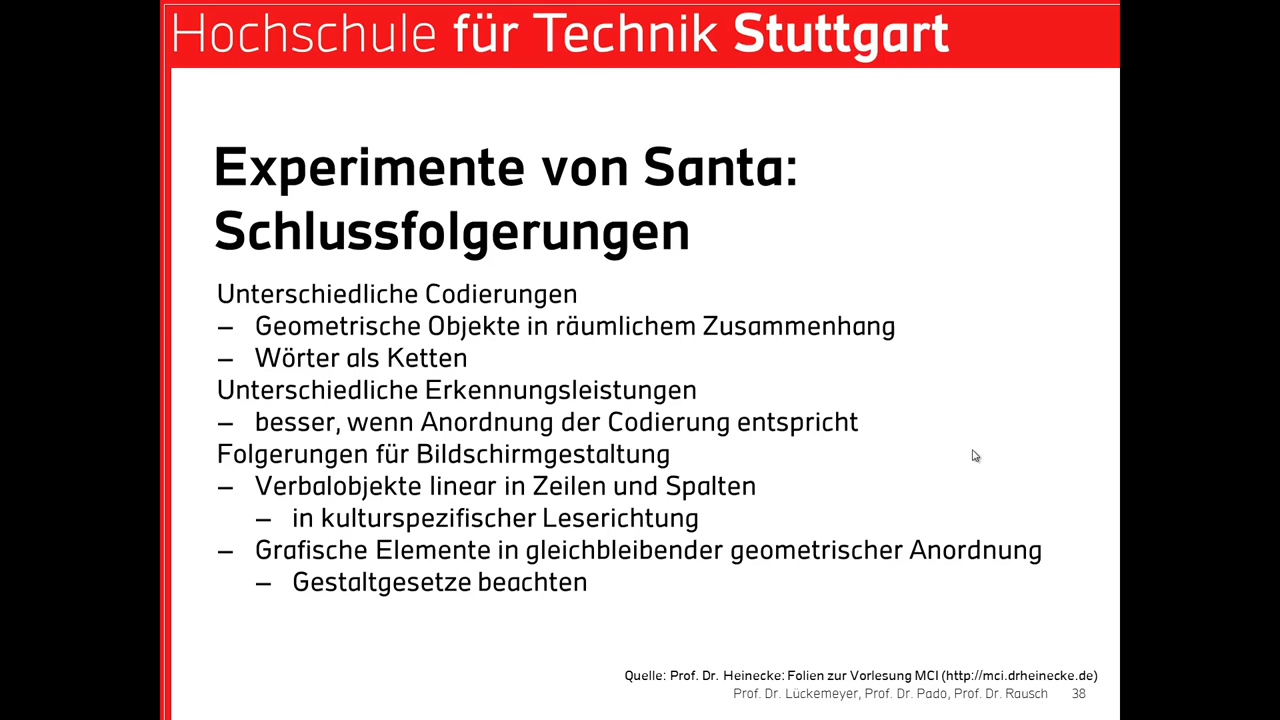 Hochschule für Technik Stuttgart
Experimente von Santa:
Schlussfolgerungen
Unterschiedliche Codierungen
– Geometrische Objekte in räumlichem Zusammenhang
– Wörter als Ketten
Unterschiedliche Erkennungsleistungen
– besser, wenn Anordnung der Codierung entspricht
Folgerungen für Bildschirmgestaltung
– Verbalobjekte linear in Zeilen und Spalten
– in kulturspezifischer Leserichtung
– Grafische Elemente in gleichbleibender geometrischer Anordnung
– Gestaltgesetze beachten
Quelle: Prof. Dr. Heinecke: Folien zur Vorlesung MCI (http://mci.drheinecke.de)
Prof. Dr. Lückemeyer, Prof. Dr. Pado, Prof. Dr. Rausch 38